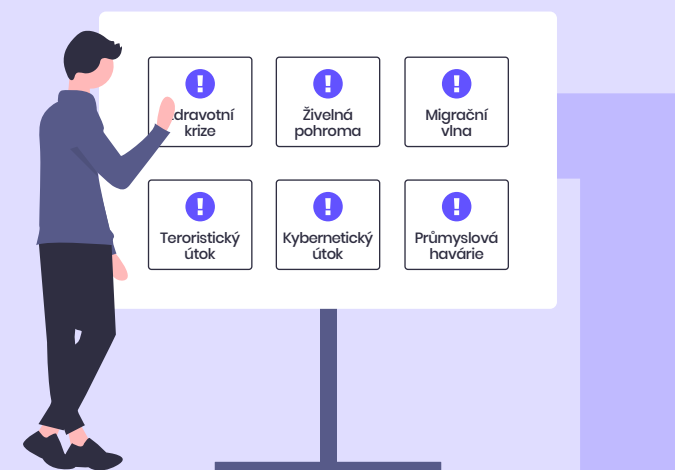 dravotní
krize
Živelná
pohroma
Migrační
vlna
Teroristický
útok
Kybernetický
útok
Průmyslová
havárie